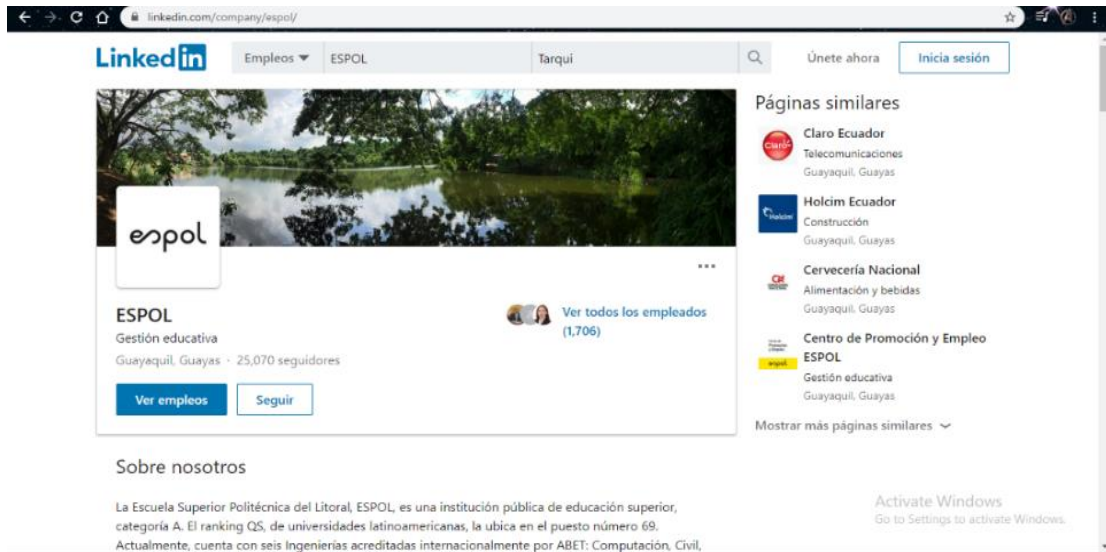 linkedin.com/company/espol/
Linked in
Empleos
ESPOL
Tarqui
Únete ahora
Inicia sesión
espol
ESPOL
Gestión educativa
Guayaquil, Guayas · 25,070 seguidores
Ver todos los empleados
(1,706)
Ver empleos
Seguir
Sobre nosotros
La Escuela Superior Politécnica del Litoral, ESPOL, es una institución pública de educación superior,
categoría A. El ranking QS, de universidades latinoamericanas, la ubica en el puesto número 69.
Actualmente, cuenta con seis Ingenierías acreditadas internacionalmente por ABET: Computación, Civil,
Páginas similares
Claro
Claro Ecuador
Telecomunicaciones
Guayaquil, Guayas
Holcim
Holcim Ecuador
Construcción
Guayaquil, Guayas
Cervecería Nacional
Alimentación y bebidas
Guayaquil, Guayas
espol
Centro de Promoción y Empleo
ESPOL
Gestión educativa
Guayaquil, Guayas
Mostrar más páginas similares
Activate Windows
Go to Settings to activate Windows.